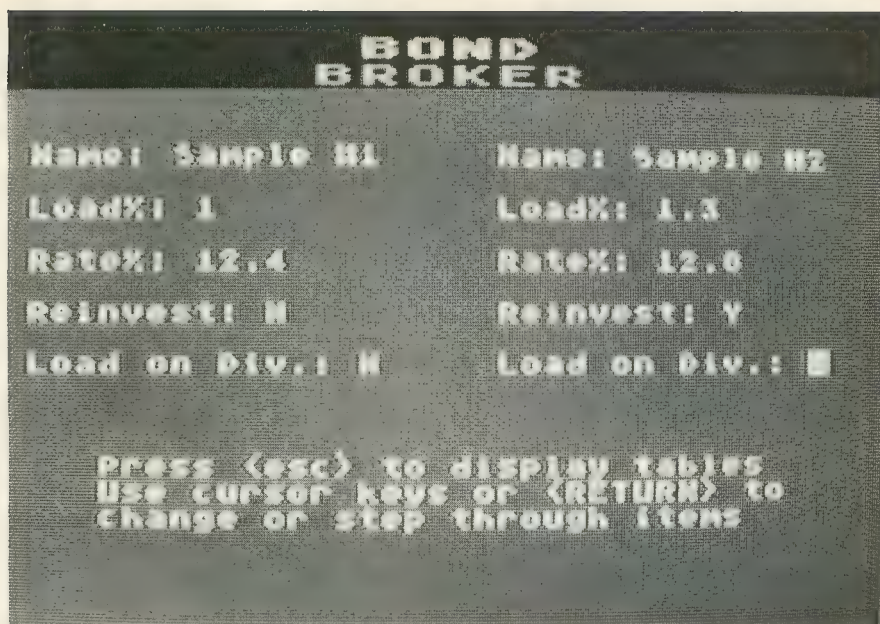 BOND
BROKER
Name: Sample #1
Load%: 1
Rate%: 12.4
Reinvest: N
Load on Div.: N
Name: Sample #2
Load%: 1.3
Rate%: 12.0
Reinvest: Y
Load on Div.:
Press <esc> to display tables
Use cursor keys or <RETURN> to
change or step through items